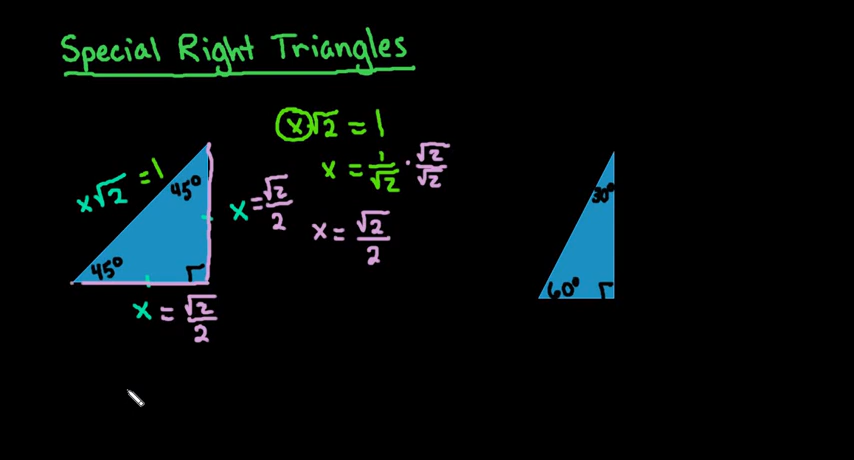 Special Right Triangles
x√2 = 1
x = 1/√2 · √2/√2
x = √2/2
x√2 = 1
45°
x = √2/2
45°
x = √2/2
30°
60°